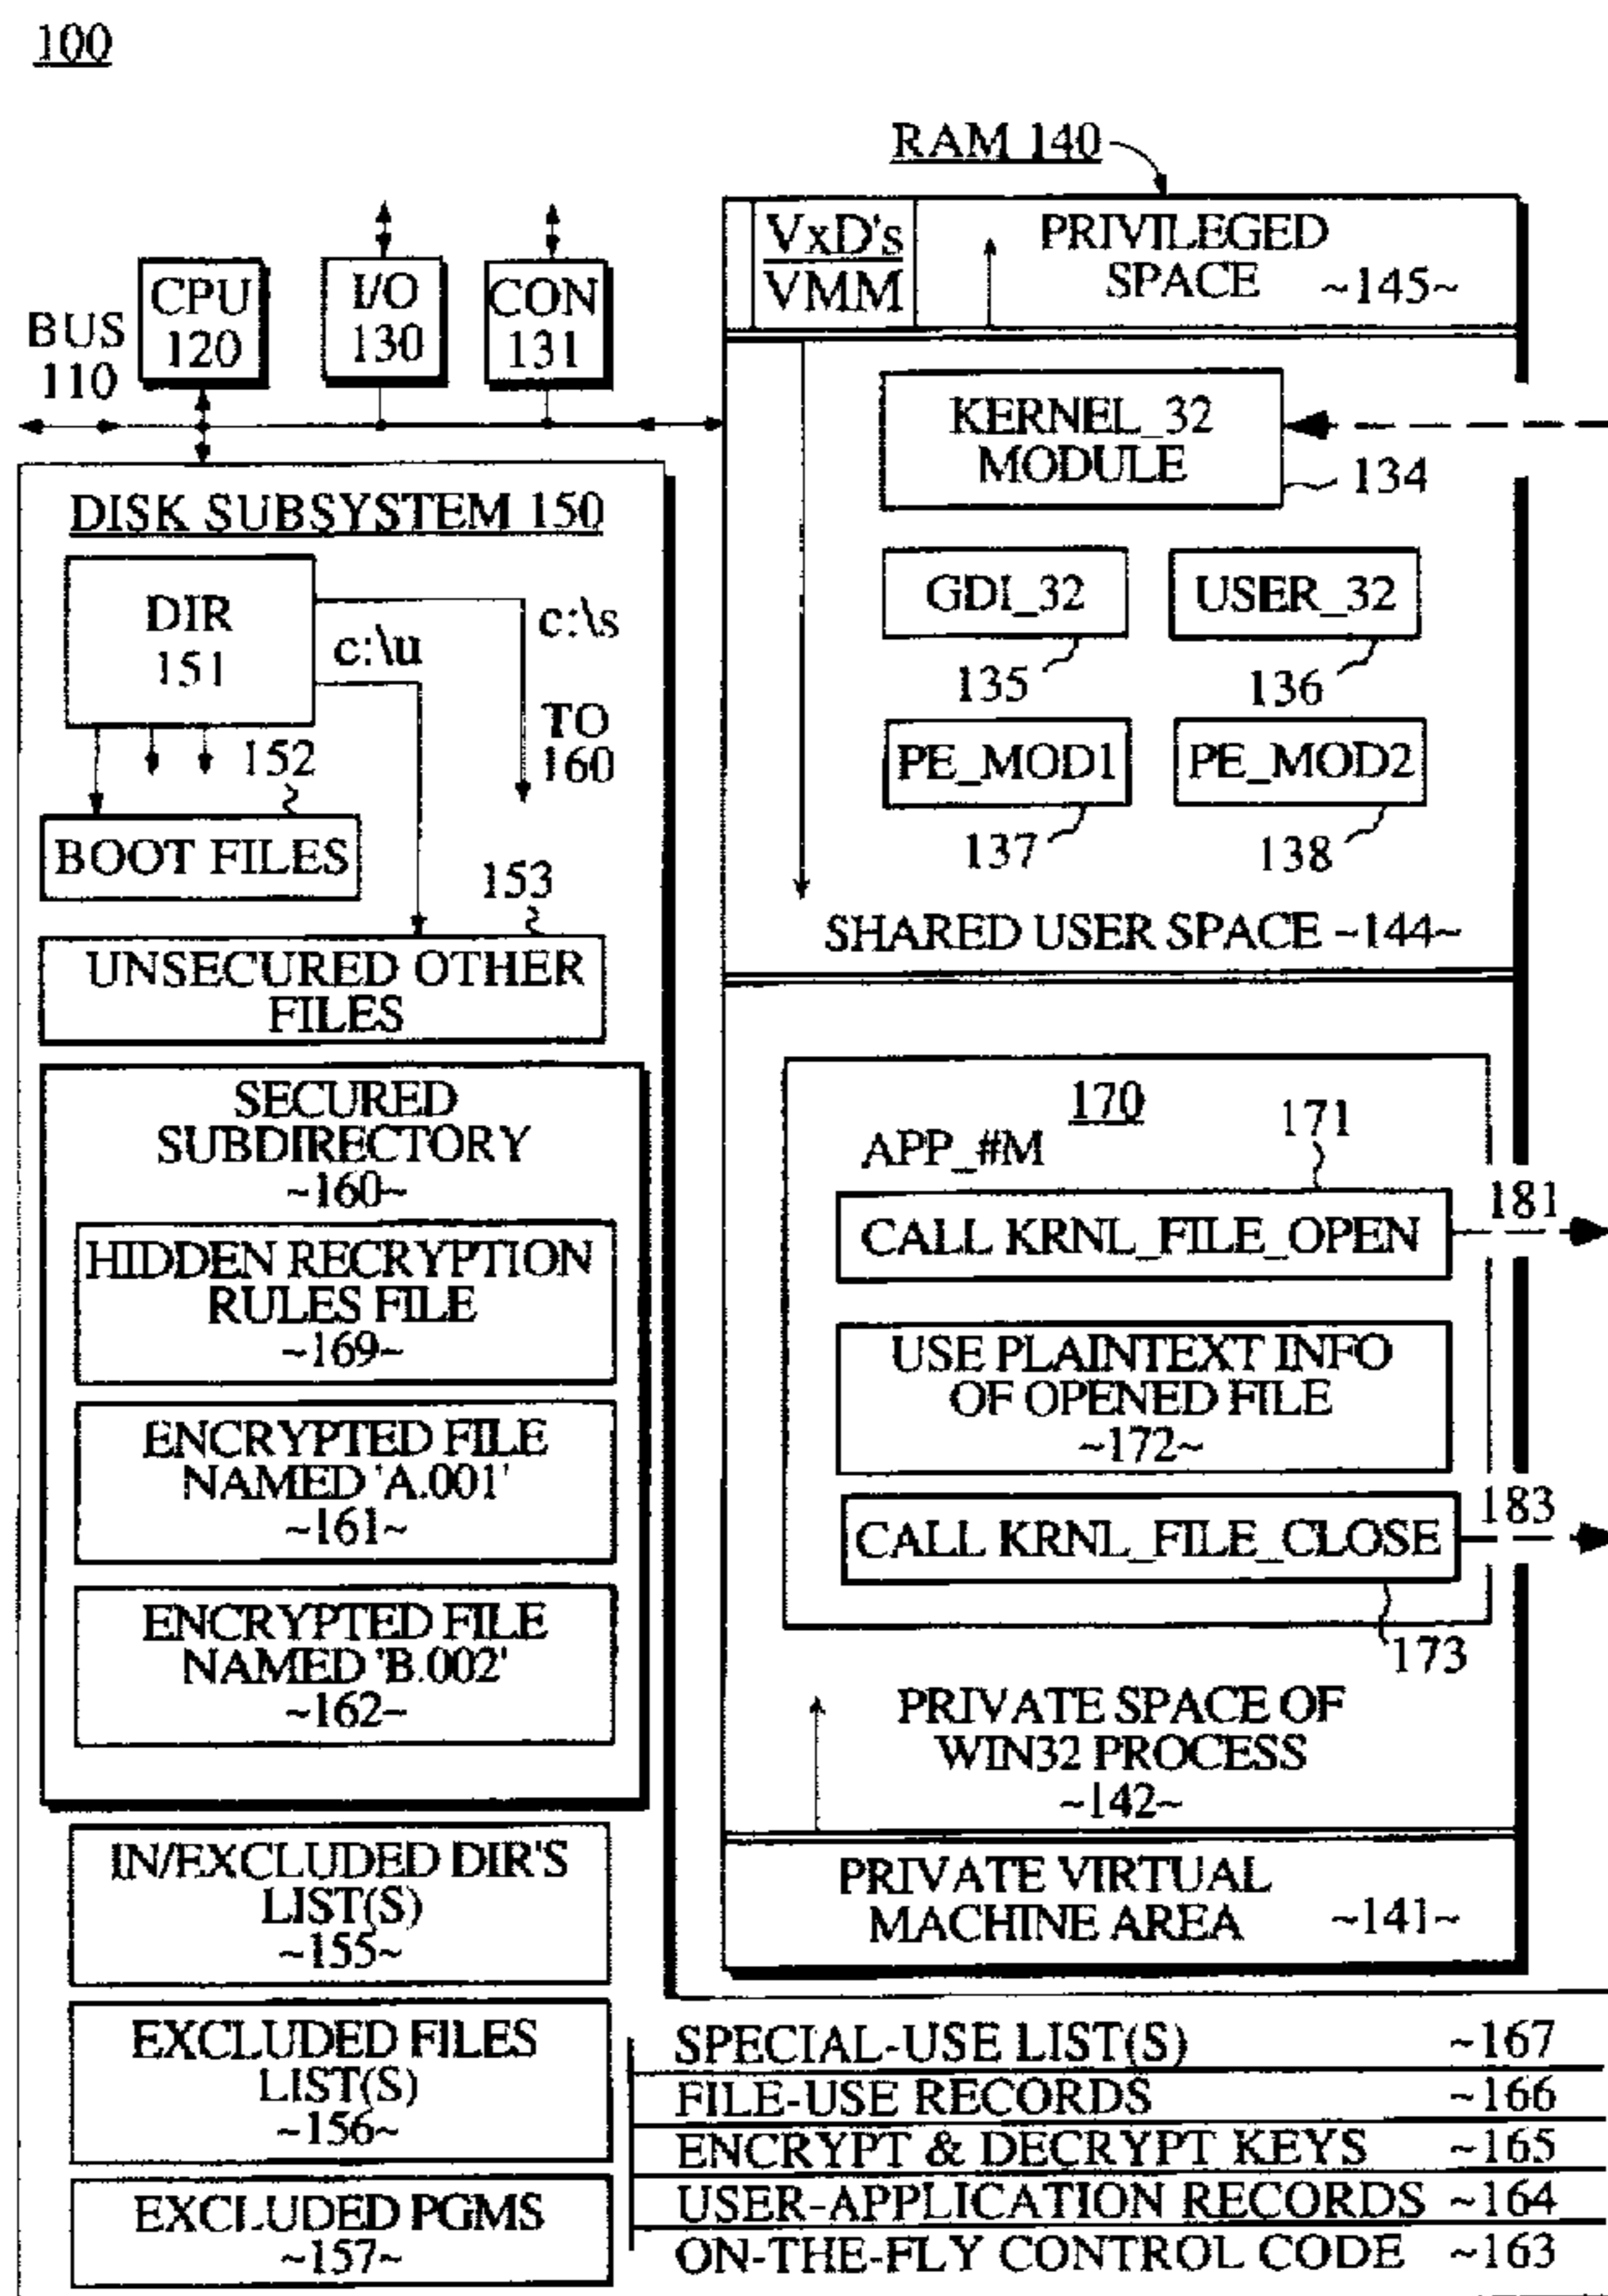 100
RAM 140
VxD's
VMM
PRIVILEGED
SPACE ~145~
CPU
120
I/O
130
CON
131
BUS
110
KERNEL_32
MODULE
134
GDI_32
135
USER_32
136
PE_MOD1
137
PE_MOD2
138
SHARED USER SPACE ~144~
DISK SUBSYSTEM 150
DIR
151
c:\u
c:\s
TO
160
152
BOOT FILES
153
UNSECURED OTHER
FILES
SECURED
SUBDIRECTORY
~160~
HIDDEN RECRYPTION
RULES FILE
~169~
ENCRYPTED FILE
NAMED 'A.001'
~161~
ENCRYPTED FILE
NAMED 'B.002'
~162~
170
APP_#M
171
CALL KRNL_FILE_OPEN
181
USE PLAINTEXT INFO
OF OPENED FILE
~172~
CALL KRNL_FILE_CLOSE
183
173
PRIVATE SPACE OF
WIN32 PROCESS
~142~
PRIVATE VIRTUAL
MACHINE AREA ~141~
IN/EXCLUDED DIR'S
LIST(S)
~155~
EXCLUDED FILES
LIST(S)
~156~
EXCLUDED PGMS
~157~
SPECIAL-USE LIST(S) ~167
FILE-USE RECORDS ~166
ENCRYPT & DECRYPT KEYS ~165
USER-APPLICATION RECORDS ~164
ON-THE-FLY CONTROL CODE ~163